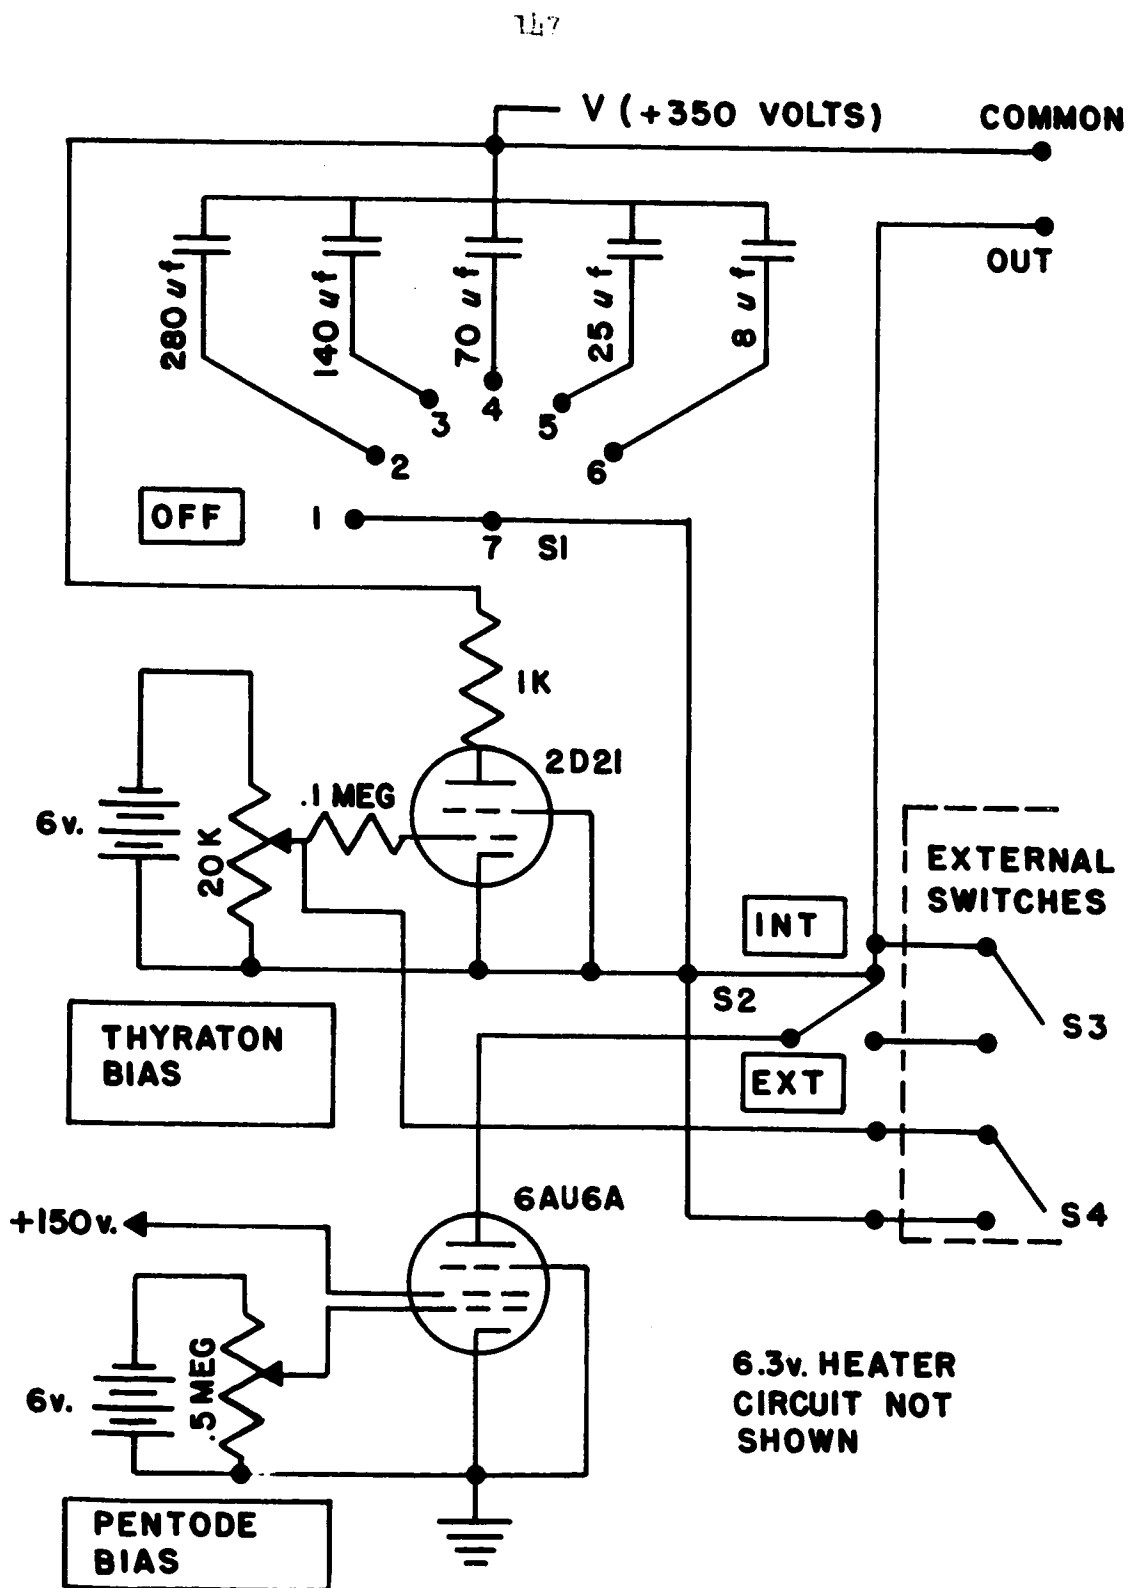 147
V (+350 VOLTS)
COMMON
OUT
280 uf
140 uf
70 uf
25 uf
8 uf
2
3
4
5
6
OFF
1
7
S1
1K
2D21
.1 MEG
6v.
20K
EXTERNAL
SWITCHES
INT
S2
S3
THYRATON
BIAS
EXT
S4
6AU6A
+150v.
6v.
.5 MEG
6.3v. HEATER
CIRCUIT NOT
SHOWN
PENTODE
BIAS